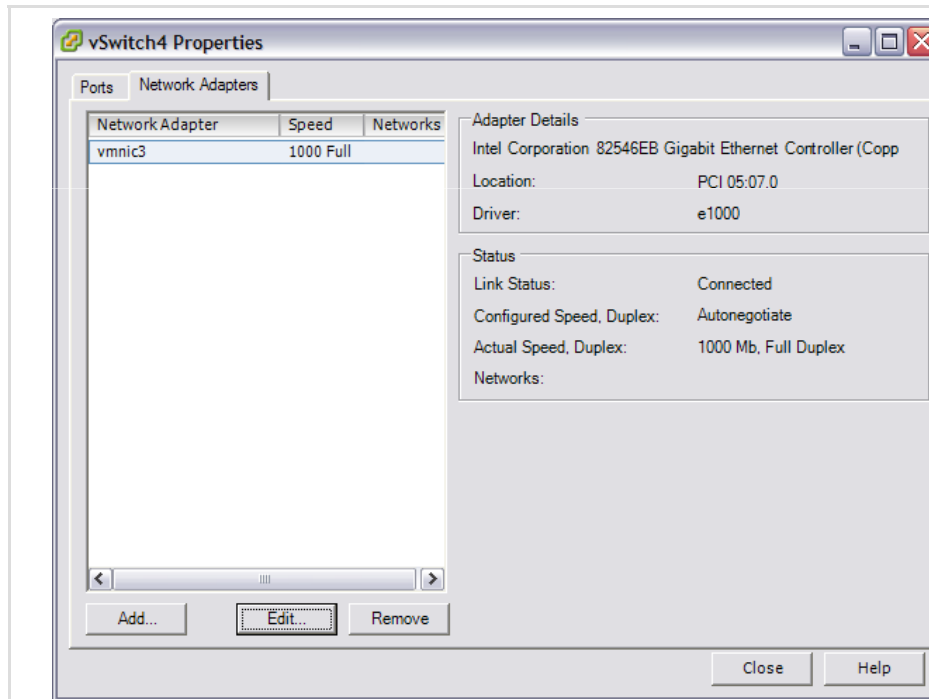 vSwitch4 Properties
Ports Network Adapters
Network Adapter Speed Networks
vmnic3 1000 Full
Adapter Details
Intel Corporation 82546EB Gigabit Ethernet Controller (Copp
Location: PCI 05:07.0
Driver: e1000
Status
Link Status: Connected
Configured Speed, Duplex: Autonegotiate
Actual Speed, Duplex: 1000 Mb, Full Duplex
Networks:
Add... Edit... Remove
Close Help